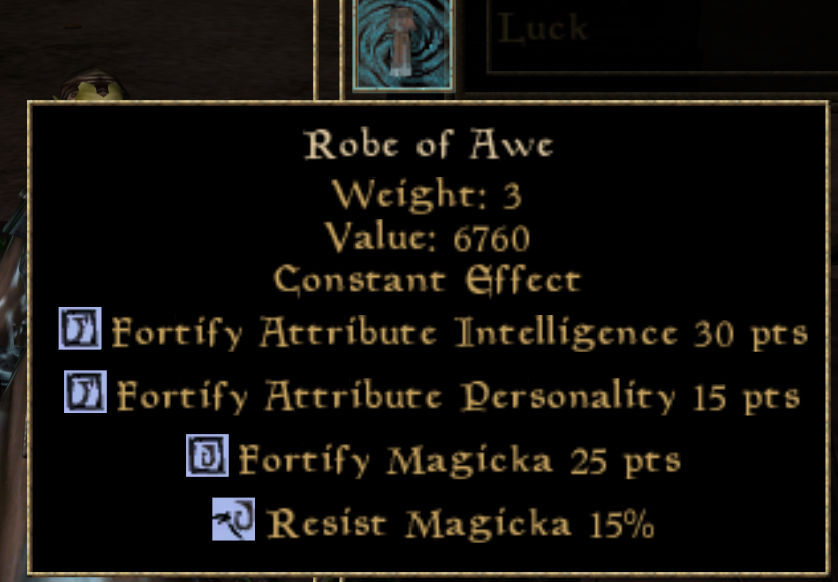 Luck
Robe of Awe
Weight: 3
Value: 6760
Constant Effect
Fortify Attribute Intelligence 30 pts
Fortify Attribute Personality 15 pts
Fortify Magicka 25 pts
Resist Magicka 15%